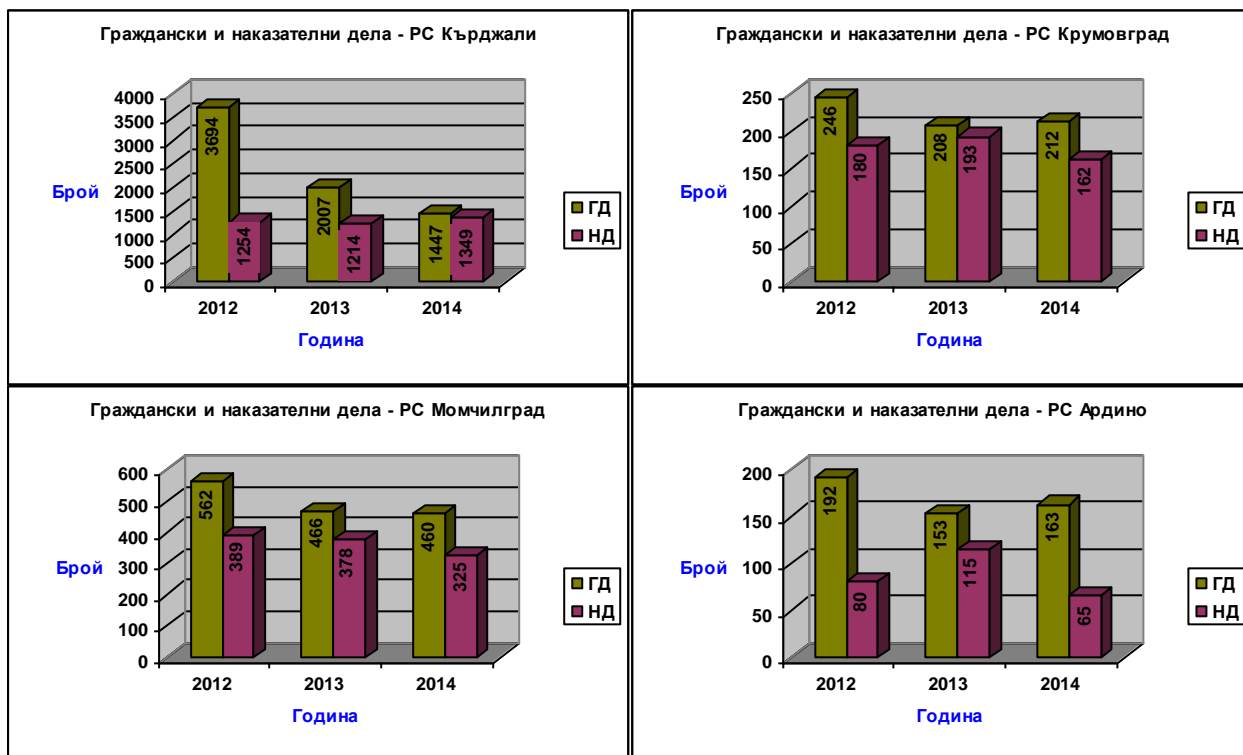 Граждански и наказателни дела - РС Кърджали
4000
3500
3000
2500
2000
1500
1000
500
0
Брой
3694
1254
2007
1214
1447
1349
2012 2013 2014
Година
ГД
НД
Граждански и наказателни дела - РС Крумовград
250
200
150
100
50
0
Брой
246
180
208
193
212
162
2012 2013 2014
Година
ГД
НД
Граждански и наказателни дела - РС Момчилград
600
500
400
300
200
100
0
Брой
562
389
466
378
460
325
2012 2013 2014
Година
ГД
НД
Граждански и наказателни дела - РС Ардино
200
150
100
50
0
Брой
192
80
153
115
163
65
2012 2013 2014
Година
ГД
НД